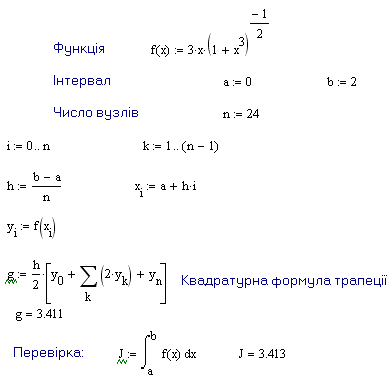 Функція f(x) := 3·x·(1 + x^3)^(-1/2)
Інтервал a := 0 b := 2
Число вузлів n := 24
i := 0.. n k := 1.. (n − 1)
h := (b − a)/n x_i := a + h·i
y_i := f(x_i)
g := h/2·[y_0 + ∑_k (2·y_k) + y_n] Квадратурна формула трапеції
g = 3.411
Перевірка: J := ∫_a^b f(x) dx J = 3.413